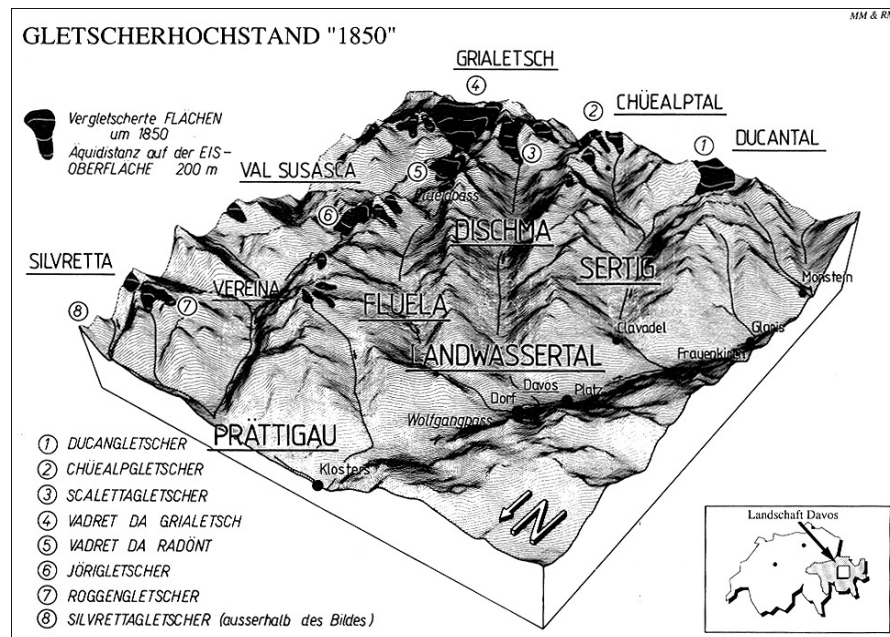 MM & RM
GLETSCHERHOCHSTAND "1850"
GRIALETSCH
④
② CHÜEALPTAL
① DUCANTAL
Vergletscherte FLÄCHEN
um 1850
Äquidistanz auf der EIS-
OBERFLÄCHE 200 m
③
VAL SUSASCA
⑤
Flüelapass
⑥
DISCHMA
SERTIG
SILVRETTA
VEREINA
FLUELA
Monstein
⑧
⑦
Clavadel
Glaris
Frauenkirch
LANDWASSERTAL
Davos
Dorf
Platz
Wolfgangpass
PRÄTTIGAU
Klosters
N
① DUCANGLETSCHER
② CHÜEALPGLETSCHER
③ SCALETTAGLETSCHER
④ VADRET DA GRIALETSCH
⑤ VADRET DA RADÖNT
⑥ JÖRIGLETSCHER
⑦ ROGGENGLETSCHER
⑧ SILVRETTAGLETSCHER (ausserhalb des Bildes)
Landschaft Davos